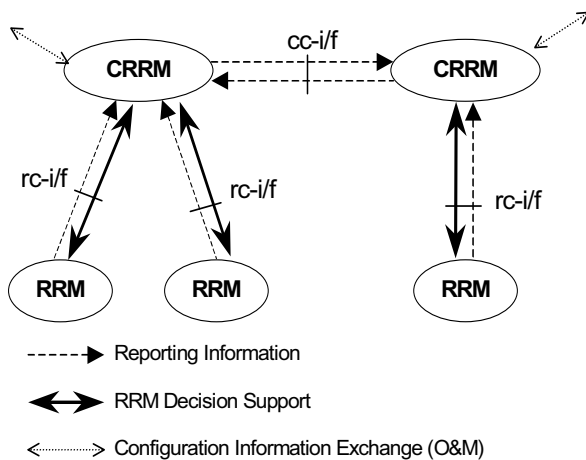 cc-i/f
CRRM
CRRM
rc-i/f
rc-i/f
rc-i/f
RRM
RRM
RRM
Reporting Information
RRM Decision Support
Configuration Information Exchange (O&M)